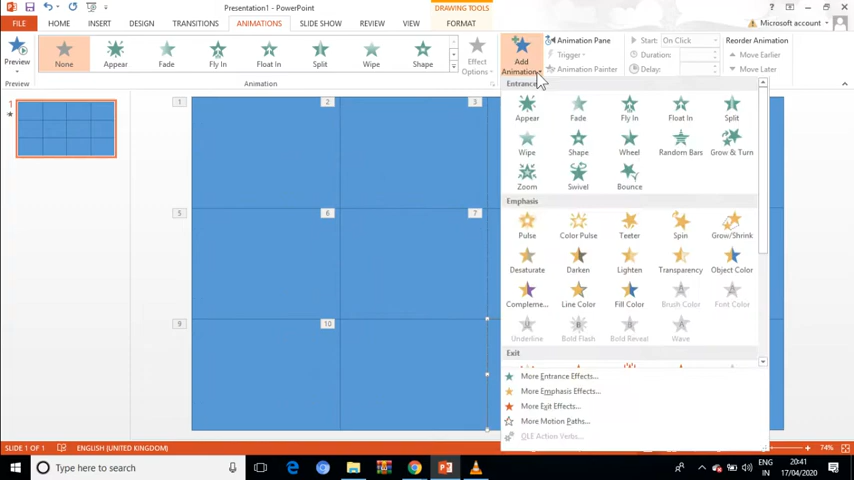 Presentation1 - PowerPoint
DRAWING TOOLS
FILE HOME INSERT DESIGN TRANSITIONS ANIMATIONS SLIDE SHOW REVIEW VIEW FORMAT
Microsoft account
Preview
None Appear Fade Fly In Float In Split Wipe Shape
Effect
Options
Add
Animation
Animation Pane
Trigger
Animation Painter
Start: On Click
Duration:
Delay:
Reorder Animation
Move Earlier
Move Later
Preview
Animation
1
1 2 3
5 6 7
9 10
Entrance
Appear Fade Fly In Float In Split
Wipe Shape Wheel Random Bars Grow & Turn
Zoom Swivel Bounce
Emphasis
Pulse Color Pulse Teeter Spin Grow/Shrink
Desaturate Darken Lighten Transparency Object Color
Compleme... Line Color Fill Color Brush Color Font Color
Underline Bold Flash Bold Reveal Wave
Exit
More Entrance Effects...
More Emphasis Effects...
More Exit Effects...
More Motion Paths...
OLE Action Verbs...
SLIDE 1 OF 1 ENGLISH (UNITED KINGDOM)
74%
Type here to search
ENG
IN
20:41
17/04/2020